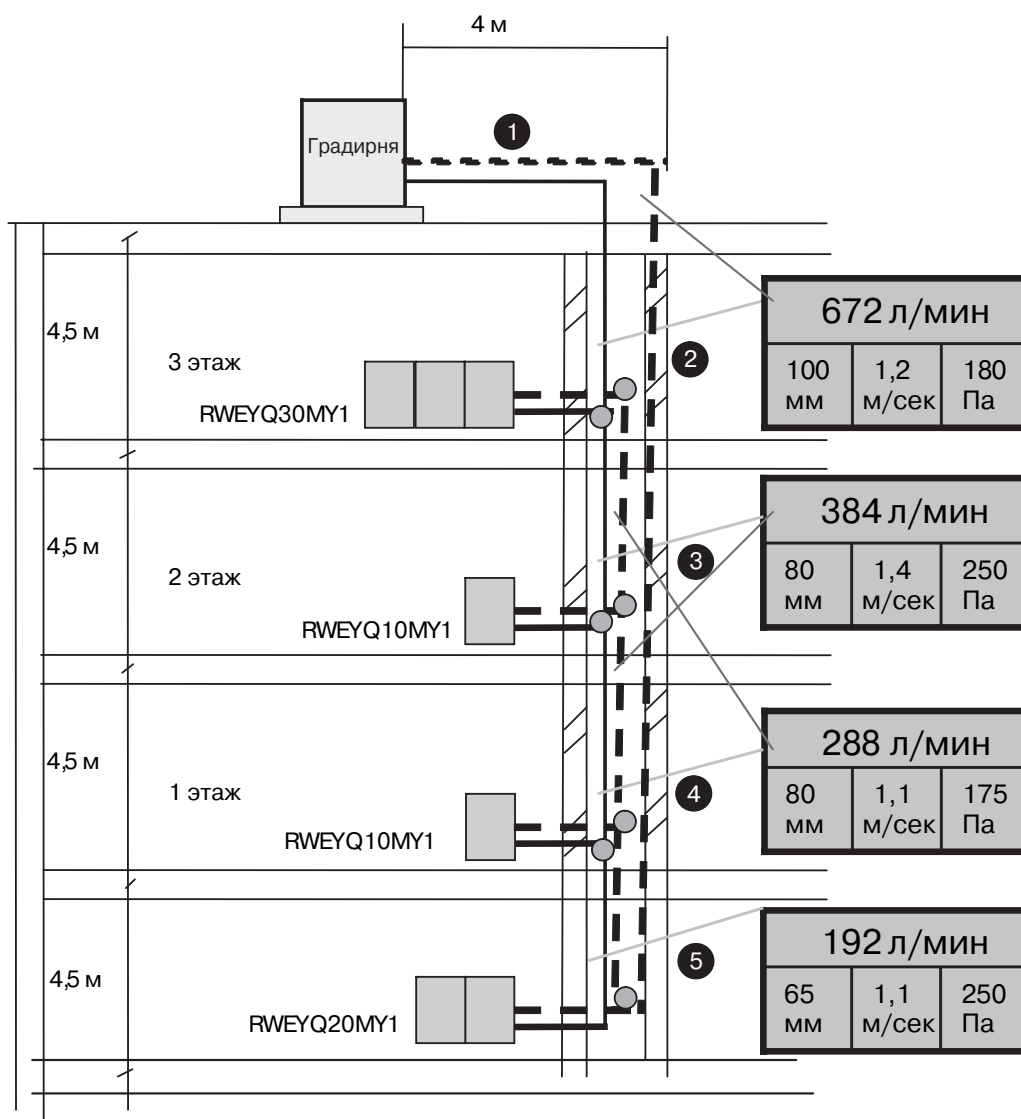 4 м
Градирня
1
4,5 м
3 этаж
RWEYQ30MY1
2
672 л/мин
100 мм
1,2 м/сек
180 Па
4,5 м
2 этаж
RWEYQ10MY1
3
384 л/мин
80 мм
1,4 м/сек
250 Па
4,5 м
1 этаж
RWEYQ10MY1
4
288 л/мин
80 мм
1,1 м/сек
175 Па
4,5 м
RWEYQ20MY1
5
192 л/мин
65 мм
1,1 м/сек
250 Па